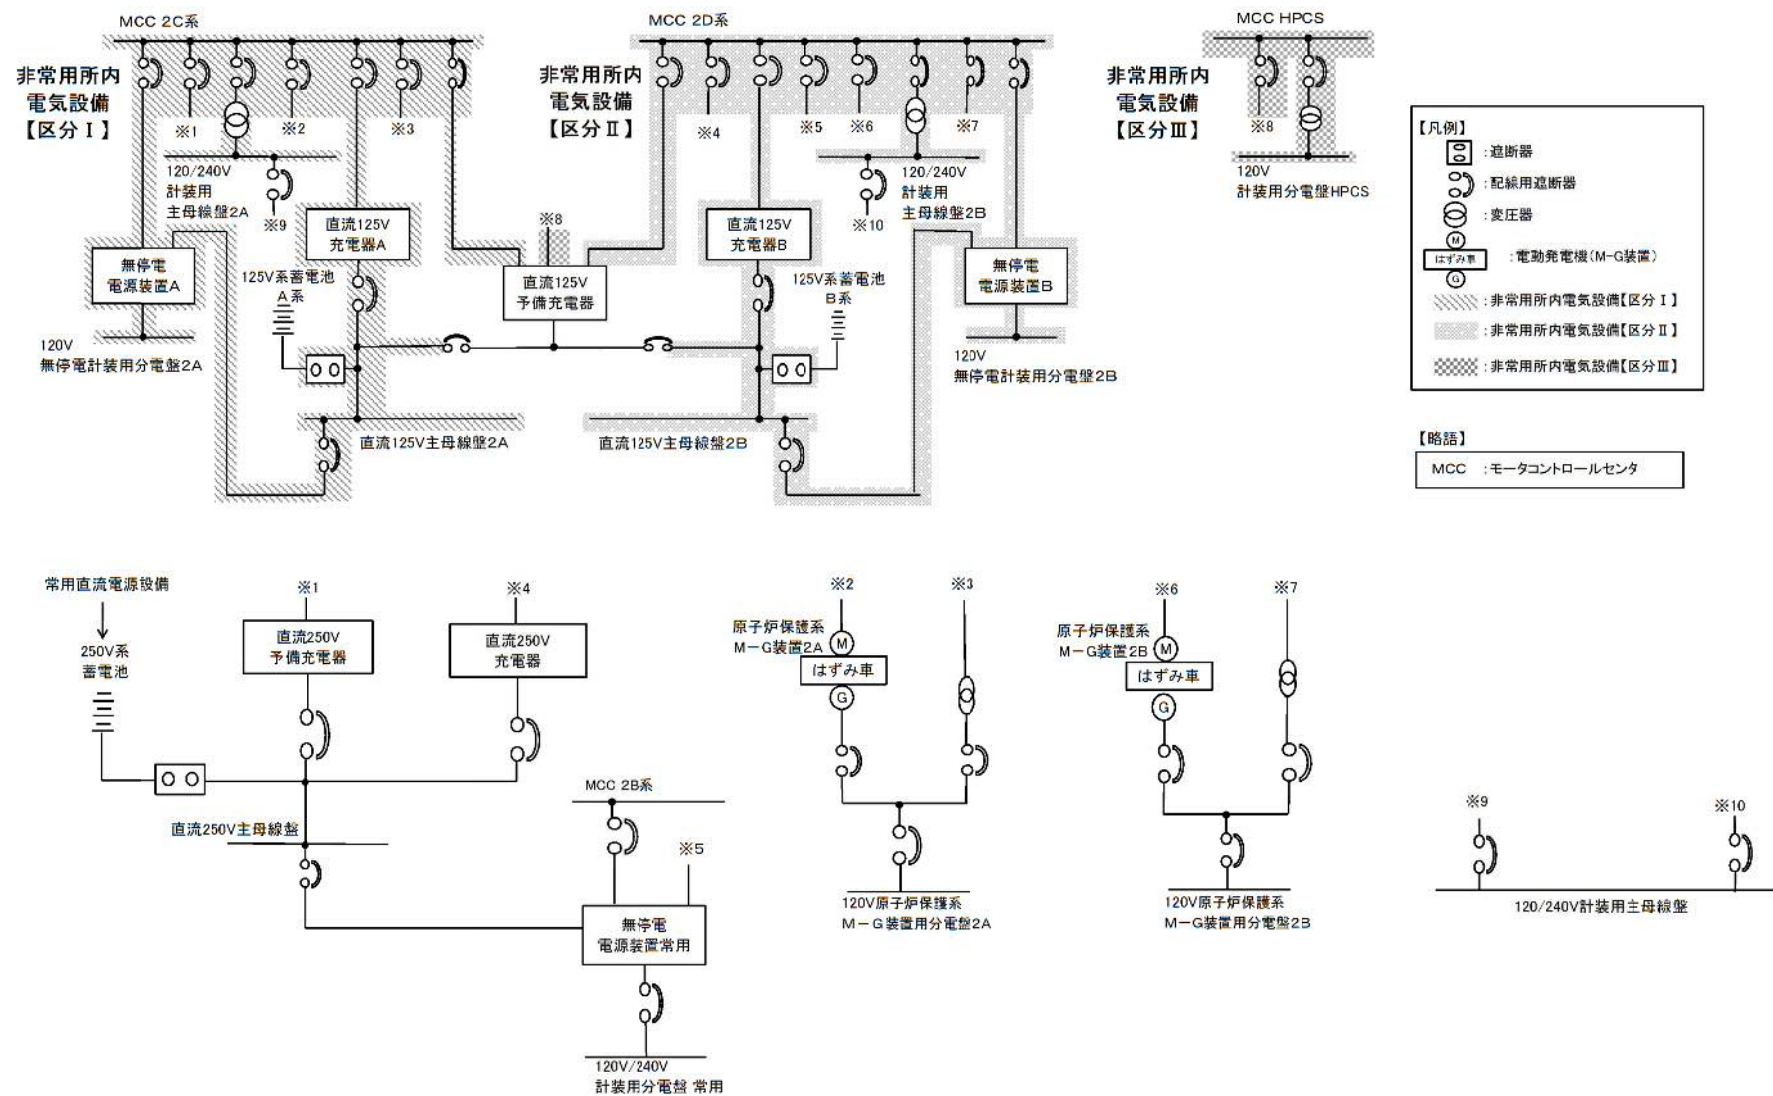 MCC 2C系
MCC 2D系
MCC HPCS
非常用所内
電気設備
【区分Ⅰ】
非常用所内
電気設備
【区分Ⅱ】
非常用所内
電気設備
【区分Ⅲ】
※1
※2
※3
※4
※5
※6
※7
※8
120/240V
計装用
主母線盤2A
※9
直流125V
充電器A
※8
直流125V
充電器B
※10
120/240V
計装用
主母線盤2B
120V
計装用分電盤HPCS
無停電
電源装置A
125V系蓄電池
A系
直流125V
予備充電器
125V系蓄電池
B系
無停電
電源装置B
120V
無停電計装用分電盤2A
120V
無停電計装用分電盤2B
直流125V主母線盤2A
直流125V主母線盤2B
【凡例】
:遮断器
:配線用遮断器
:変圧器
M
はずみ車
G
:電動発電機(M-G装置)
:非常用所内電気設備【区分Ⅰ】
:非常用所内電気設備【区分Ⅱ】
:非常用所内電気設備【区分Ⅲ】
【略語】
MCC :モータコントロールセンタ
常用直流電源設備
250V系
蓄電池
※1
直流250V
予備充電器
※4
直流250V
充電器
直流250V主母線盤
MCC 2B系
※5
無停電
電源装置常用
120V/240V
計装用分電盤 常用
※2
※3
原子炉保護系
M-G装置2A
M
はずみ車
G
120V原子炉保護系
M-G装置用分電盤2A
※6
※7
原子炉保護系
M-G装置2B
M
はずみ車
G
120V原子炉保護系
M-G装置用分電盤2B
※9
※10
120/240V計装用主母線盤